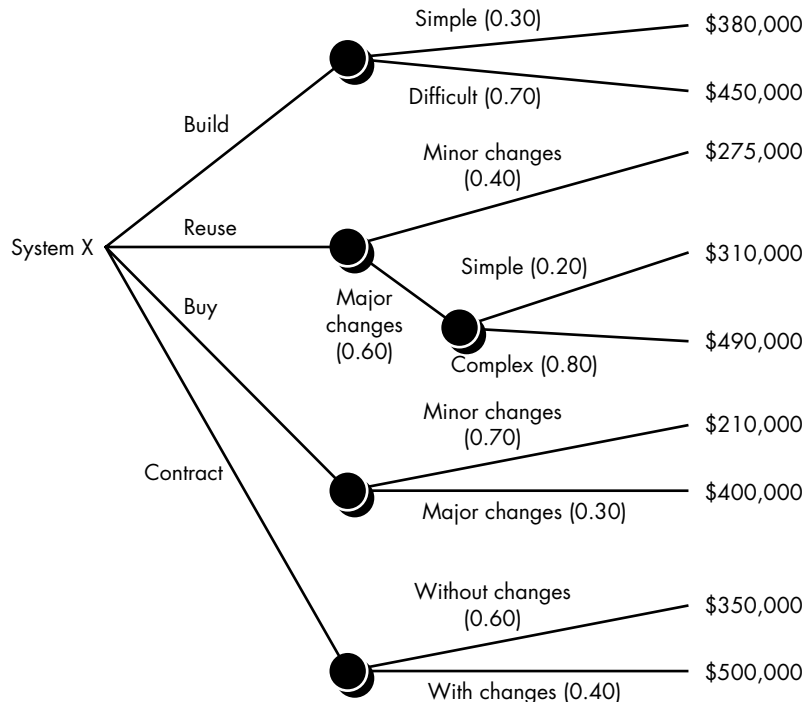 Simple (0.30)
$380,000
Difficult (0.70)
$450,000
Build
Minor changes
(0.40)
$275,000
System X
Reuse
Simple (0.20)
$310,000
Major
changes
(0.60)
Buy
Complex (0.80)
$490,000
Minor changes
(0.70)
$210,000
Contract
Major changes (0.30)
$400,000
Without changes
(0.60)
$350,000
With changes (0.40)
$500,000